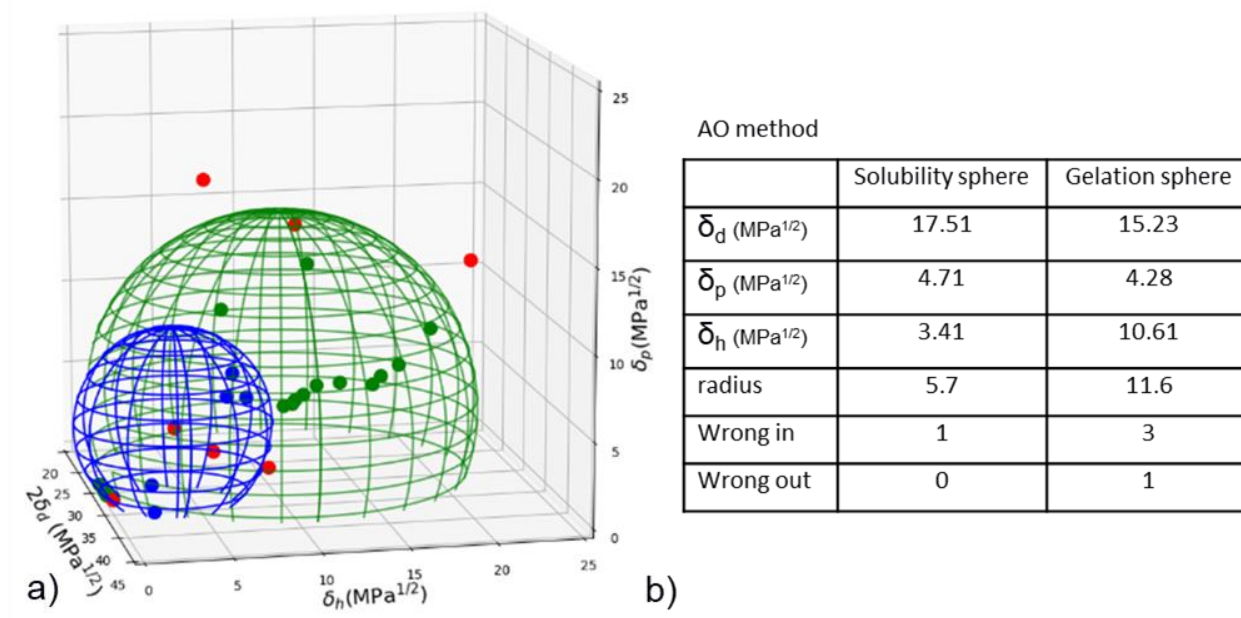 25
20
15
10
5
0
δp(MPa1/2)
20
25
30
35
40
45
2δd (MPa1/2)
0
5
10
15
20
25
δh(MPa1/2)
a)
b)
AO method
Solubility sphere Gelation sphere
δd (MPa1/2) 17.51 15.23
δp (MPa1/2) 4.71 4.28
δh (MPa1/2) 3.41 10.61
radius 5.7 11.6
Wrong in 1 3
Wrong out 0 1